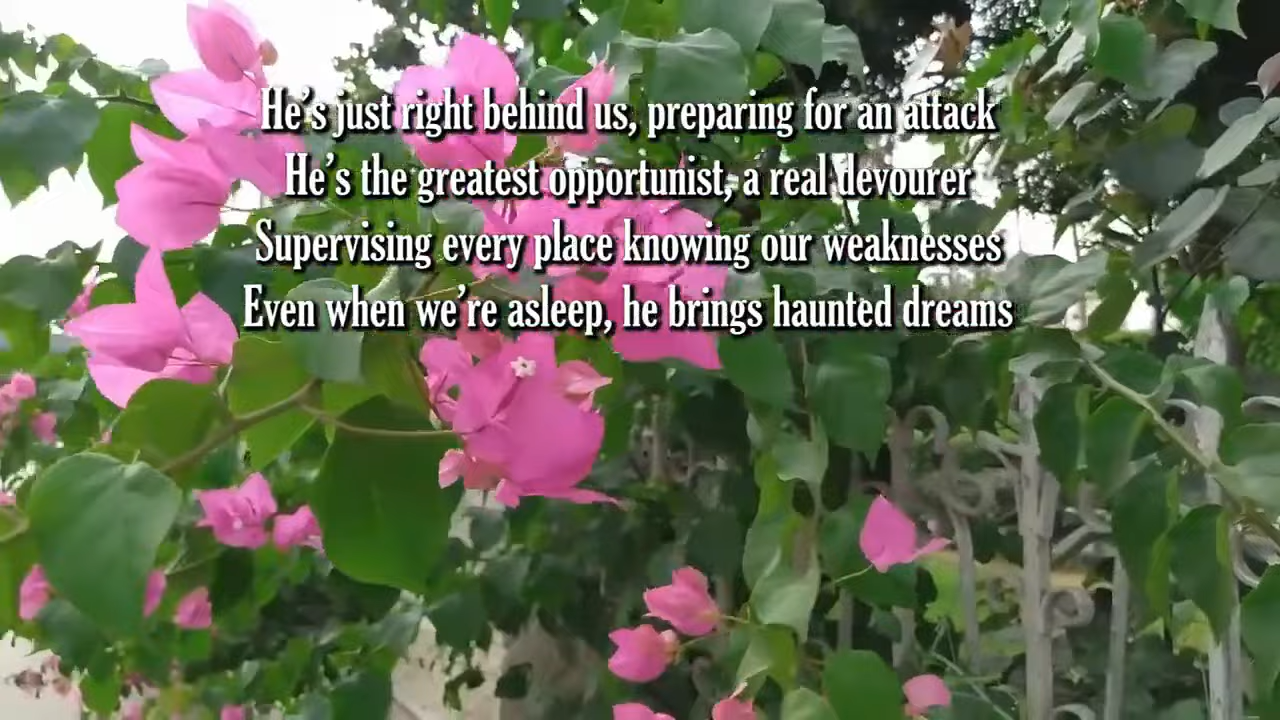 He's just right behind us, preparing for an attack
He's the greatest opportunist, a real devourer
Supervising every place knowing our weaknesses
Even when we're asleep, he brings haunted dreams